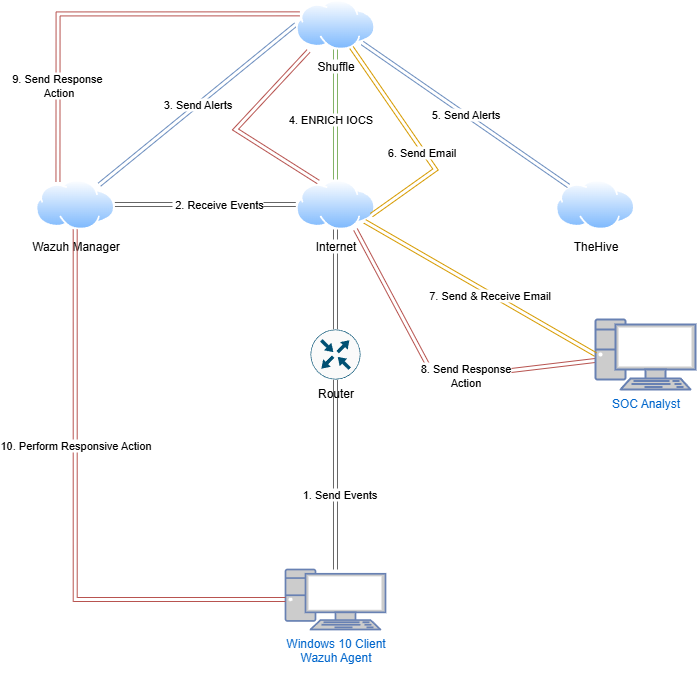 Shuffle
9. Send Response
Action
3. Send Alerts
4. ENRICH IOCS
5. Send Alerts
6. Send Email
2. Receive Events
Wazuh Manager
Internet
TheHive
7. Send & Receive Email
8. Send Response
Action
Router
SOC Analyst
10. Perform Responsive Action
1. Send Events
Windows 10 Client
Wazuh Agent